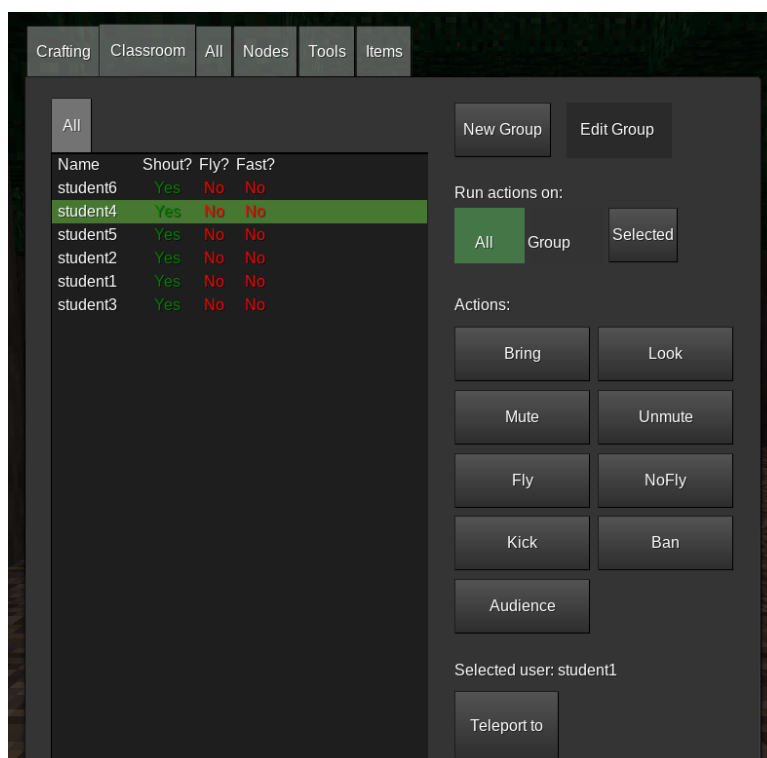 Crafting Classroom All Nodes Tools Items
All
Name Shout? Fly? Fast?
student6 Yes No No
student4 Yes No No
student5 Yes No No
student2 Yes No No
student1 Yes No No
student3 Yes No No
New Group Edit Group
Run actions on:
All Group Selected
Actions:
Bring Look
Mute Unmute
Fly NoFly
Kick Ban
Audience
Selected user: student1
Teleport to